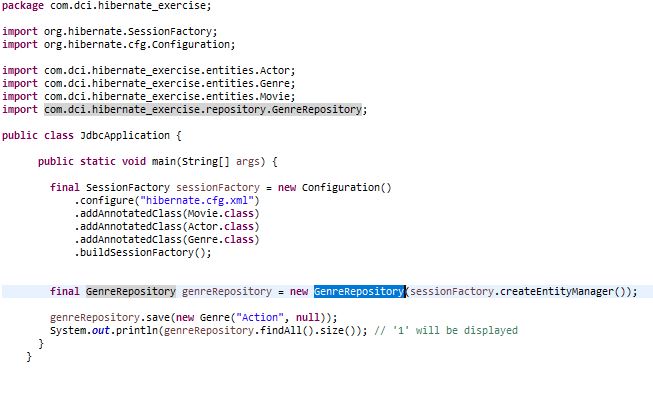 package com.dci.hibernate_exercise;
import org.hibernate.SessionFactory;
import org.hibernate.cfg.Configuration;
import com.dci.hibernate_exercise.entities.Actor;
import com.dci.hibernate_exercise.entities.Genre;
import com.dci.hibernate_exercise.entities.Movie;
import com.dci.hibernate_exercise.repository.GenreRepository;
public class JdbcApplication {
public static void main(String[] args) {
final SessionFactory sessionFactory = new Configuration()
.configure("hibernate.cfg.xml")
.addAnnotatedClass(Movie.class)
.addAnnotatedClass(Actor.class)
.addAnnotatedClass(Genre.class)
.buildSessionFactory();
final GenreRepository genreRepository = new GenreRepository(sessionFactory.createEntityManager());
genreRepository.save(new Genre("Action", null));
System.out.println(genreRepository.findAll().size()); // '1' will be displayed
}
}